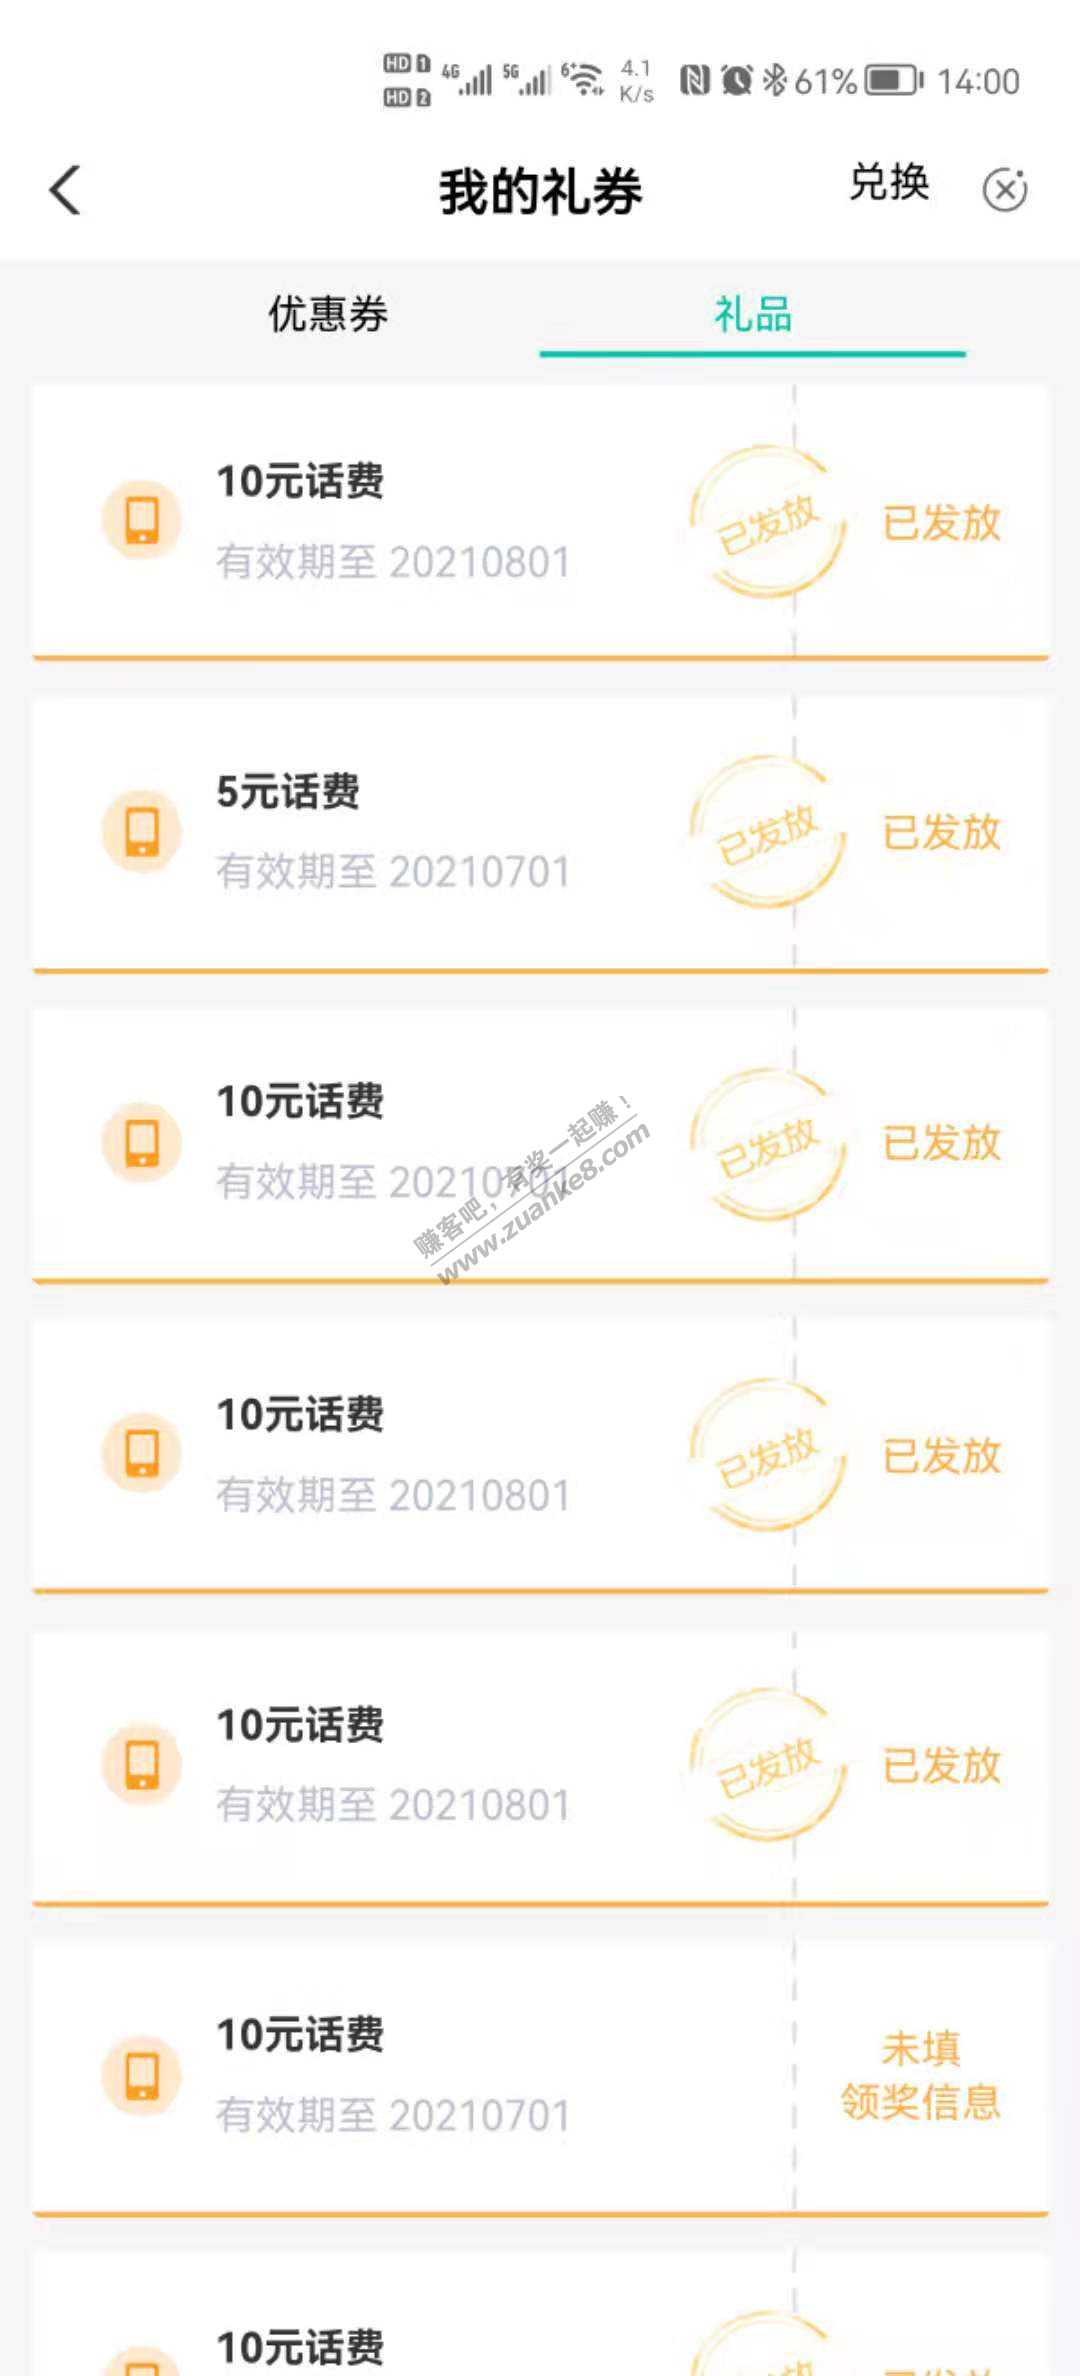 HD 1 4G 5G 6+ 4.1 61% 14:00
HD 2 K/s
我的礼券 兑换
优惠券 礼品
10元话费
有效期至 20210801
已发放 已发放
5元话费
有效期至 20210701
已发放 已发放
10元话费
有效期至 20210701
已发放 已发放
赚客吧，有奖一起赚！
www.zuanke8.com
10元话费
有效期至 20210801
已发放 已发放
10元话费
有效期至 20210801
已发放 已发放
10元话费
有效期至 20210701
未填
领奖信息
10元话费